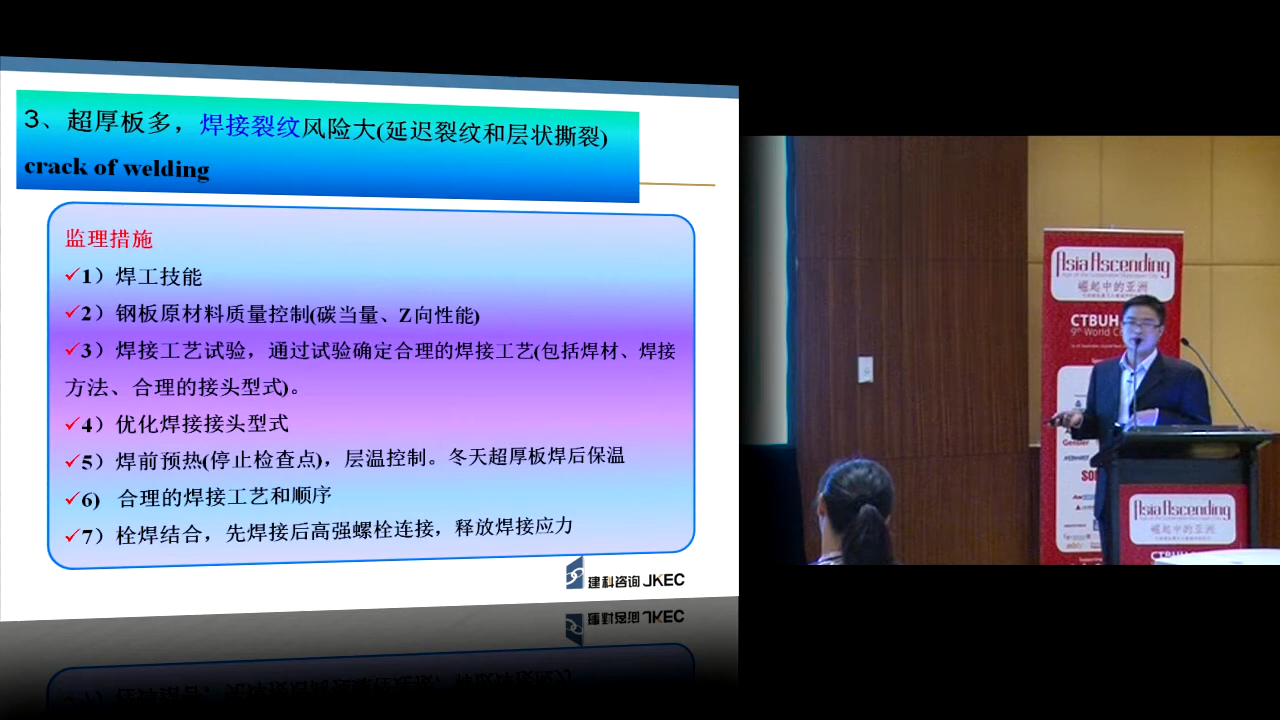 3、超厚板多，焊接裂纹风险大(延迟裂纹和层状撕裂)
crack of welding
监理措施
✓1）焊工技能
✓2）钢板原材料质量控制(碳当量、Z向性能)
✓3）焊接工艺试验，通过试验确定合理的焊接工艺(包括焊材、焊接
方法、合理的接头型式)。
✓4）优化焊接接头型式
✓5）焊前预热(停止检查点)，层温控制。冬天超厚板焊后保温
✓6) 合理的焊接工艺和顺序
✓7）栓焊结合，先焊接后高强螺栓连接，释放焊接应力
建科咨询 JKEC
Asia Ascending
崛起中的亚洲
CTBUH
9th World
Gensler
Asia Ascending
崛起中的亚洲
CTBUH